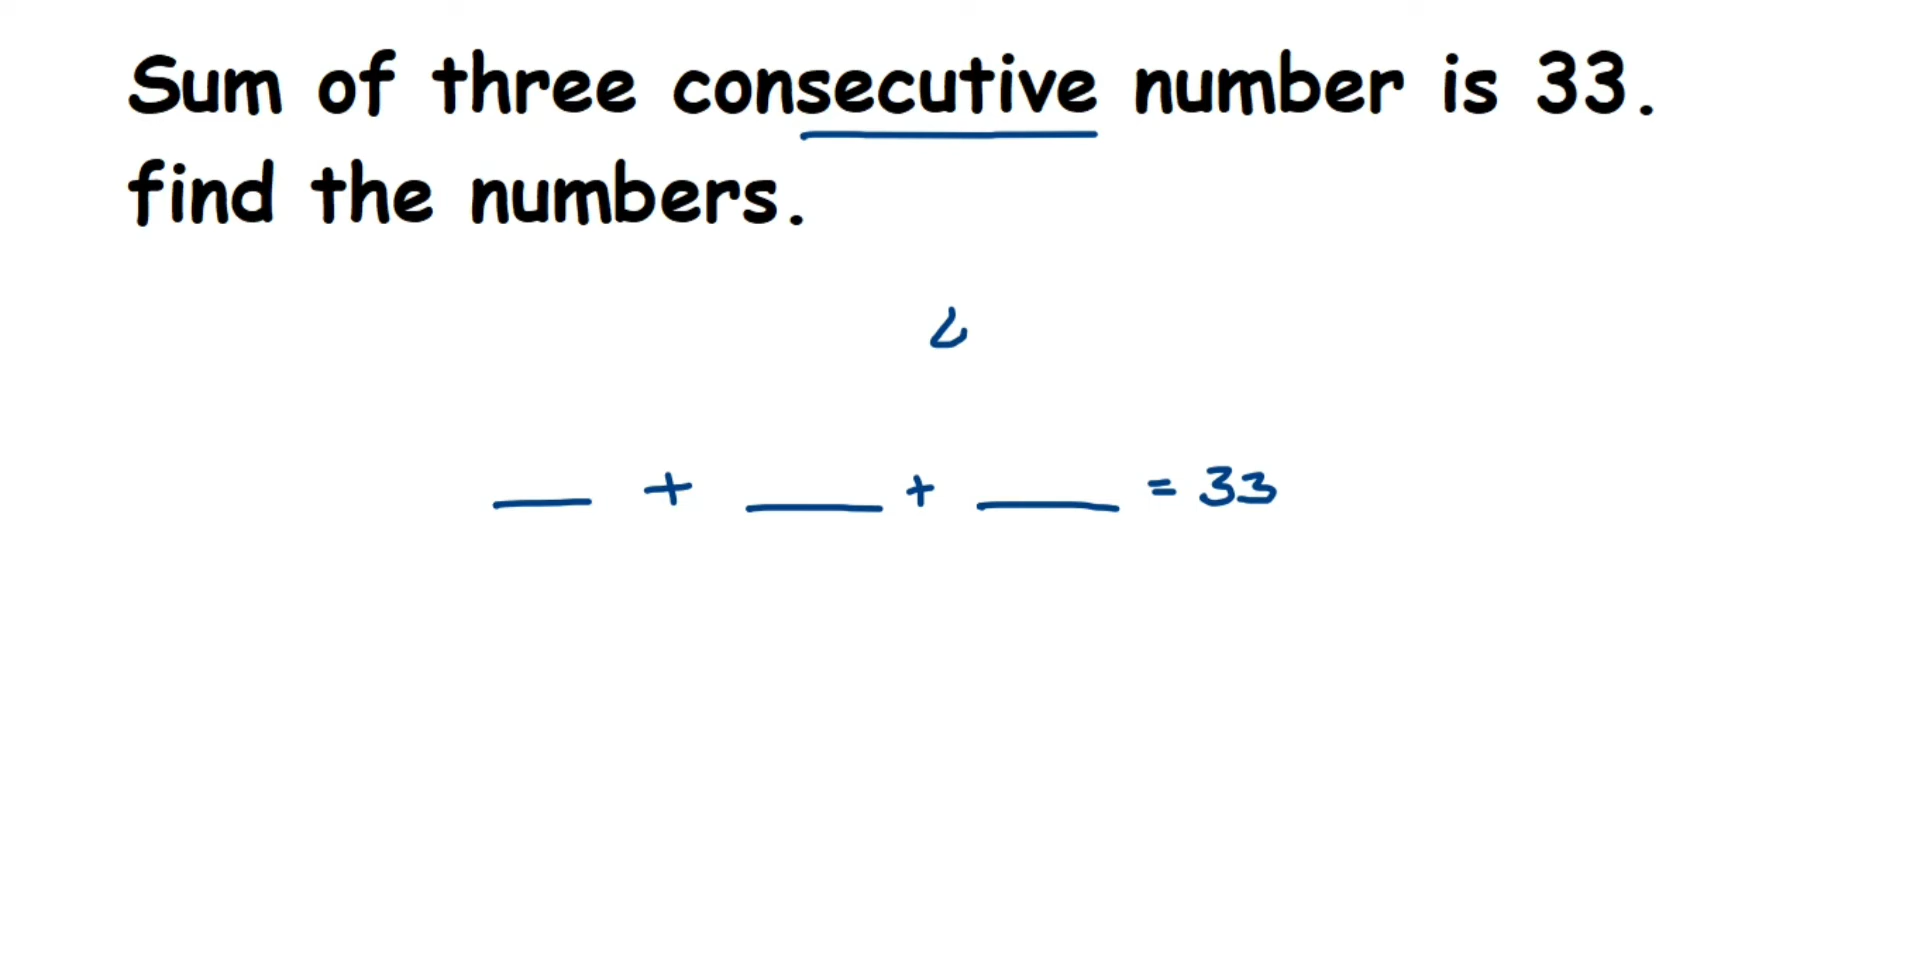 Sum of three consecutive number is 33.
find the numbers.
__ + __ + __ = 33